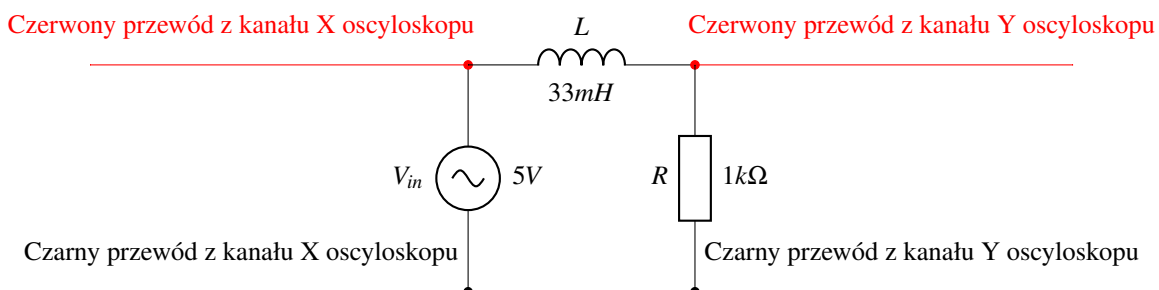 Czerwony przewód z kanału X oscyloskopu
L
Czerwony przewód z kanału Y oscyloskopu
33mH
V_in
5V
R
1kΩ
Czarny przewód z kanału X oscyloskopu
Czarny przewód z kanału Y oscyloskopu